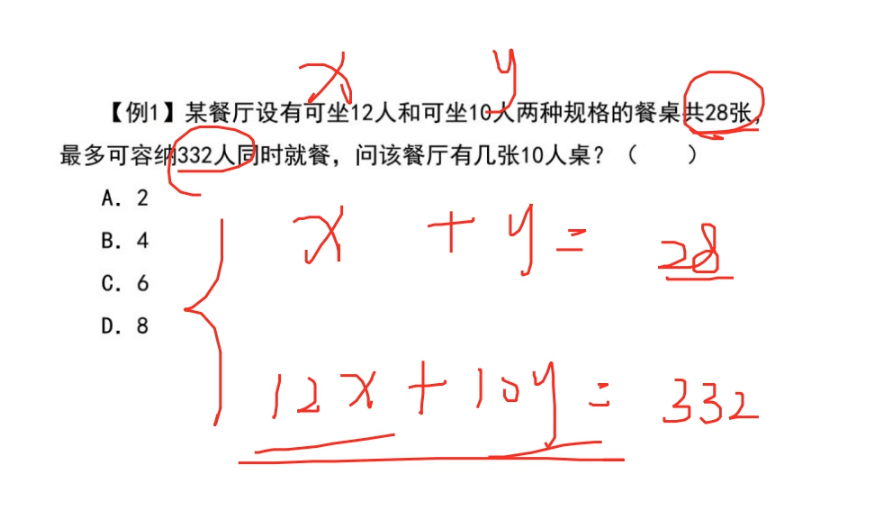 x y
【例1】某餐厅设有可坐12人和可坐10人两种规格的餐桌共28张，
最多可容纳332人同时就餐，问该餐厅有几张10人桌？（ ）
A. 2
B. 4
C. 6
D. 8
x + y = 28
12x + 10y = 332